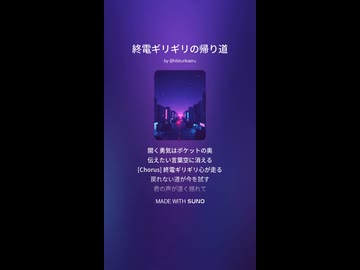 終電ギリギリの帰り道
by @hibikurikaeru
聞く勇気はポケットの奥
伝えたい言葉空に消える
[Chorus] 終電ギリギリ心が走る
戻れない道が今を試す
君の声が遠く揺れて
MADE WITH SUNO